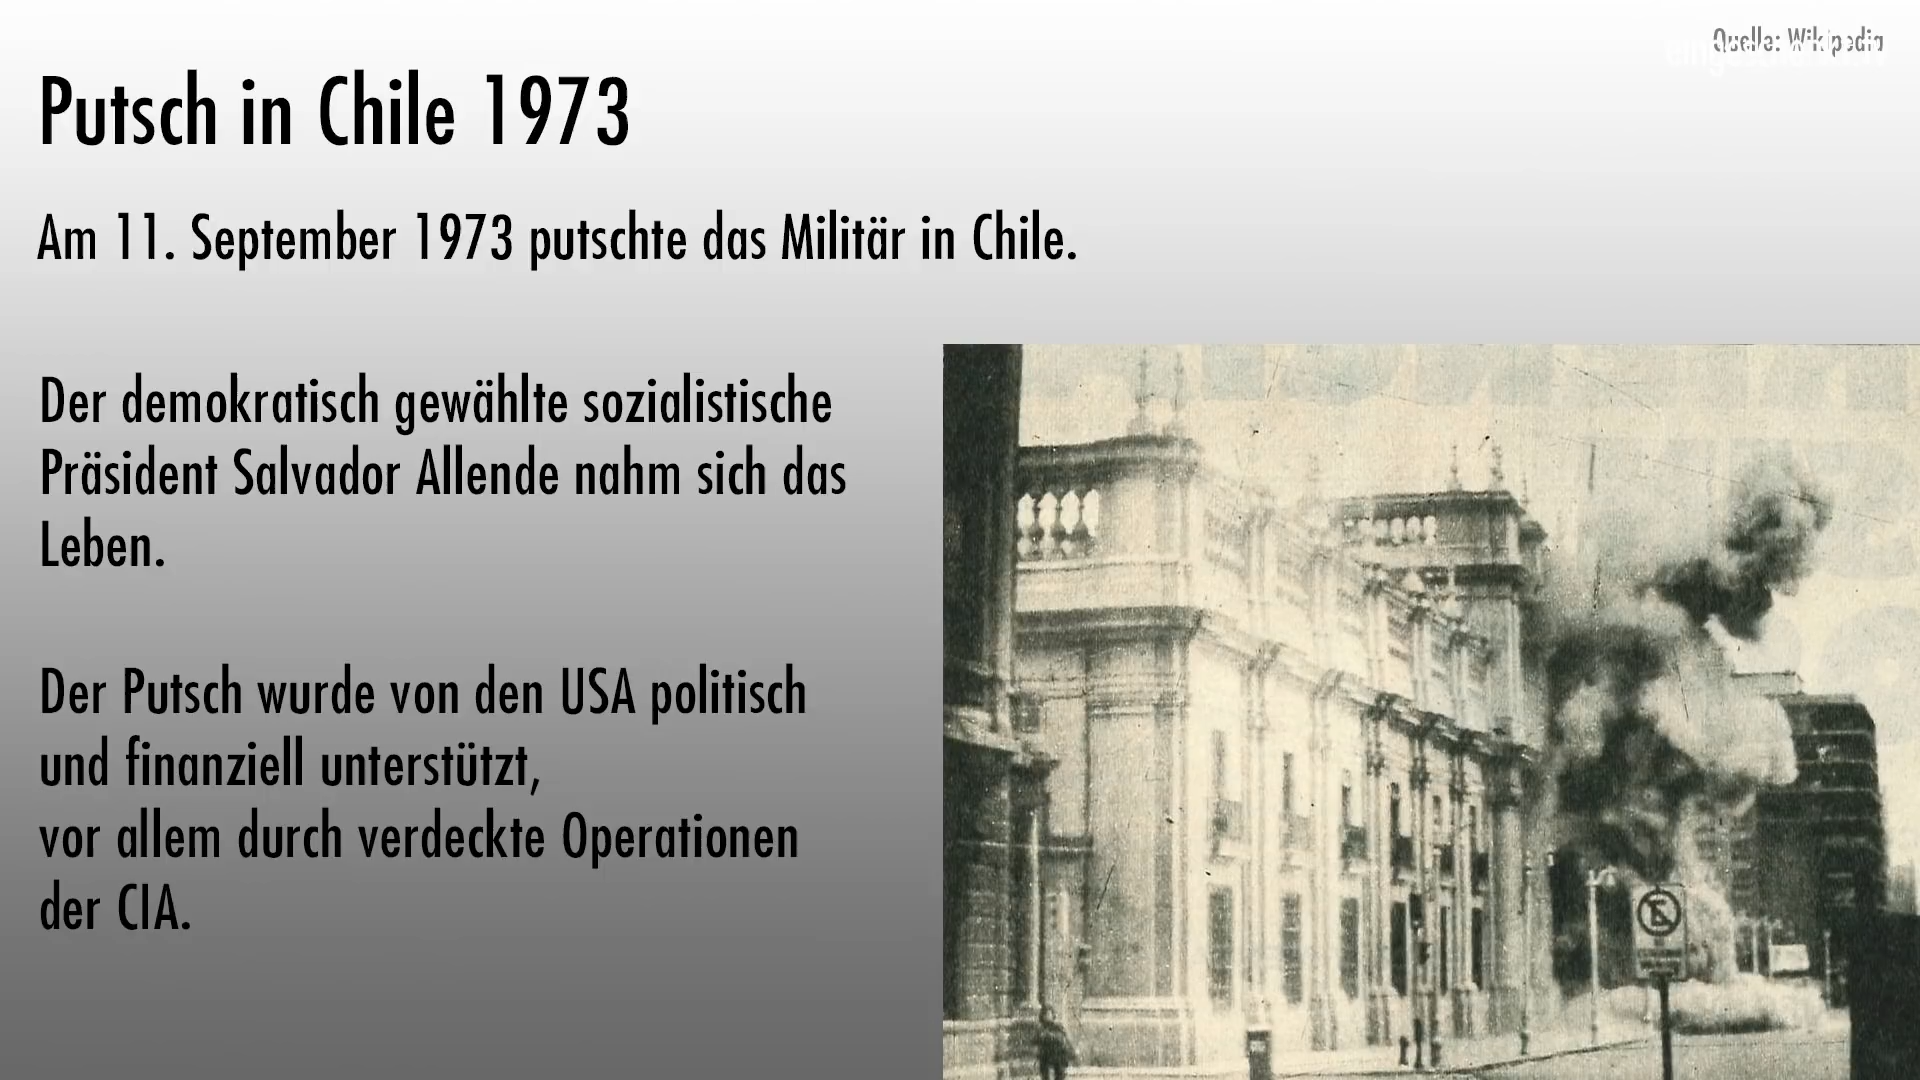 Quelle: Wikipedia
Putsch in Chile 1973
Am 11. September 1973 putschte das Militär in Chile.
Der demokratisch gewählte sozialistische
Präsident Salvador Allende nahm sich das
Leben.
Der Putsch wurde von den USA politisch
und finanziell unterstützt,
vor allem durch verdeckte Operationen
der CIA.